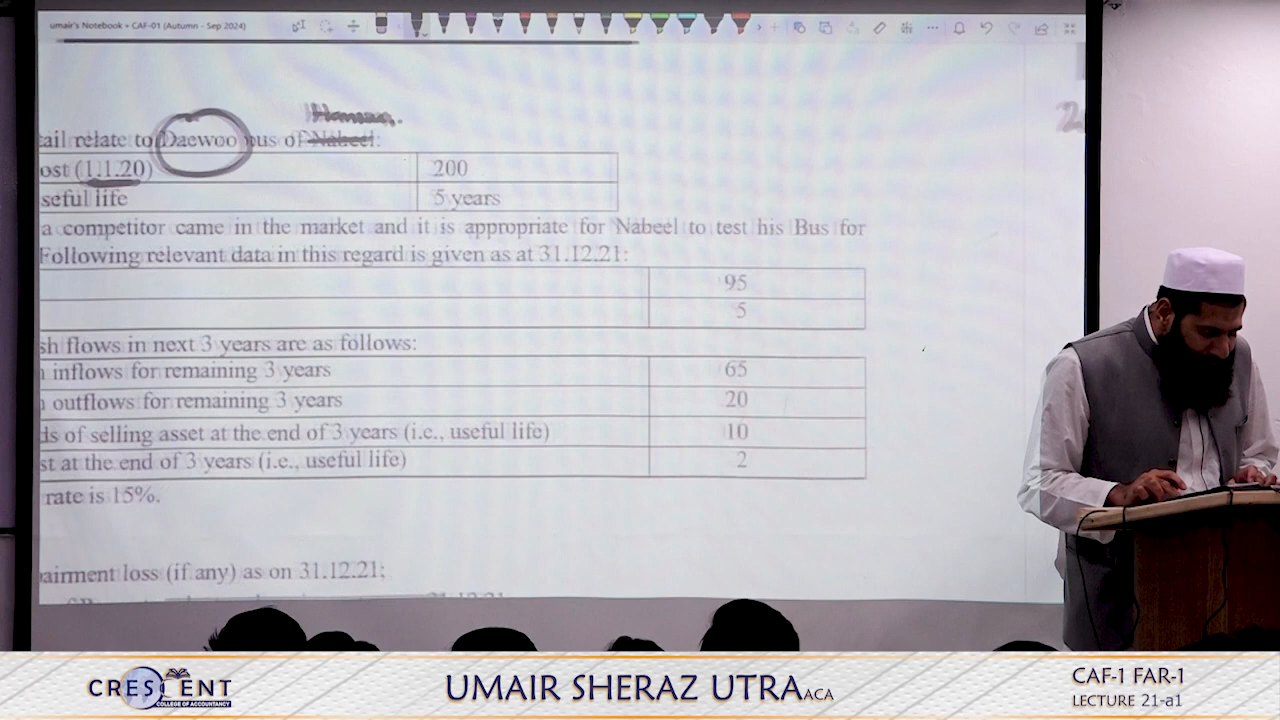 umair's Notebook • CAF-01 (Autumn - Sep 2024)
tail relate to Daewoo bus of Nabeel:
ost (1.1.20) 200
seful life 5 years
a competitor came in the market and it is appropriate for Nabeel to test his Bus for
Following relevant data in this regard is given as at 31.12.21:
95
5
sh flows in next 3 years are as follows:
inflows for remaining 3 years 65
outflows for remaining 3 years 20
ds of selling asset at the end of 3 years (i.e., useful life) 10
st at the end of 3 years (i.e., useful life) 2
rate is 15%.
airment loss (if any) as on 31.12.21;
CRESCENT
COLLEGE OF ACCOUNTANCY
UMAIR SHERAZ UTRA ACA
CAF-1 FAR-1
LECTURE 21-a1